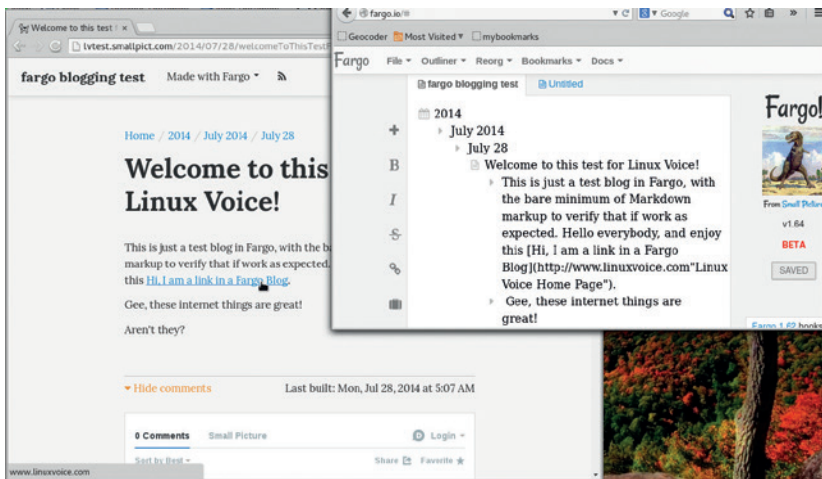 Welcome to this test f
lvtest.smallpict.com/2014/07/28/welcomeToThisTestF
fargo blogging test Made with Fargo
Home / 2014 / July 2014 / July 28
Welcome to this
Linux Voice!
This is just a test blog in Fargo, with the ba
markup to verify that if work as expected.
this Hi, I am a link in a Fargo Blog.
Gee, these internet things are great!
Aren't they?
Hide comments Last built: Mon, Jul 28, 2014 at 5:07 AM
0 Comments Small Picture Login
Sort by Best Share Favorite
www.linuxvoice.com
fargo.io/# Google
Geocoder Most Visited mybookmarks
Fargo File Outliner Reorg Bookmarks Docs
fargo blogging test Untitled
2014
July 2014
July 28
Welcome to this test for Linux Voice!
This is just a test blog in Fargo, with
the bare minimum of Markdown
markup to verify that if work as
expected. Hello everybody, and enjoy
this [Hi, I am a link in a Fargo
Blog](http://www.linuxvoice.com"Linux
Voice Home Page").
Gee, these internet things are
great!
B
I
S
Fargo!
From Small Picture
v1.64
BETA
SAVED
Fargo 1.62 hooks